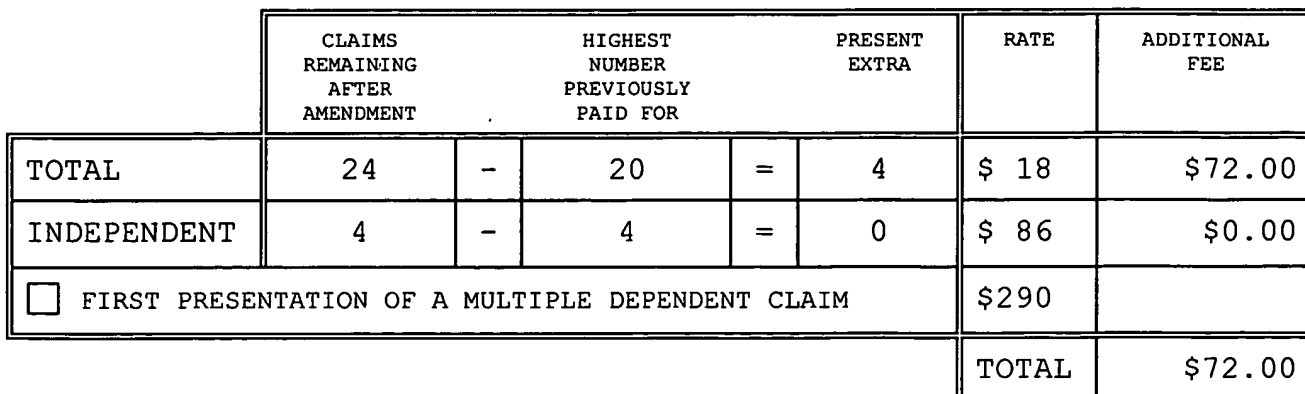 CLAIMS REMAINING AFTER AMENDMENT HIGHEST NUMBER PREVIOUSLY PAID FOR PRESENT EXTRA RATE ADDITIONAL FEE
TOTAL 24 - 20 = 4 $ 18 $72.00
INDEPENDENT 4 - 4 = 0 $ 86 $0.00
FIRST PRESENTATION OF A MULTIPLE DEPENDENT CLAIM $290
TOTAL $72.00